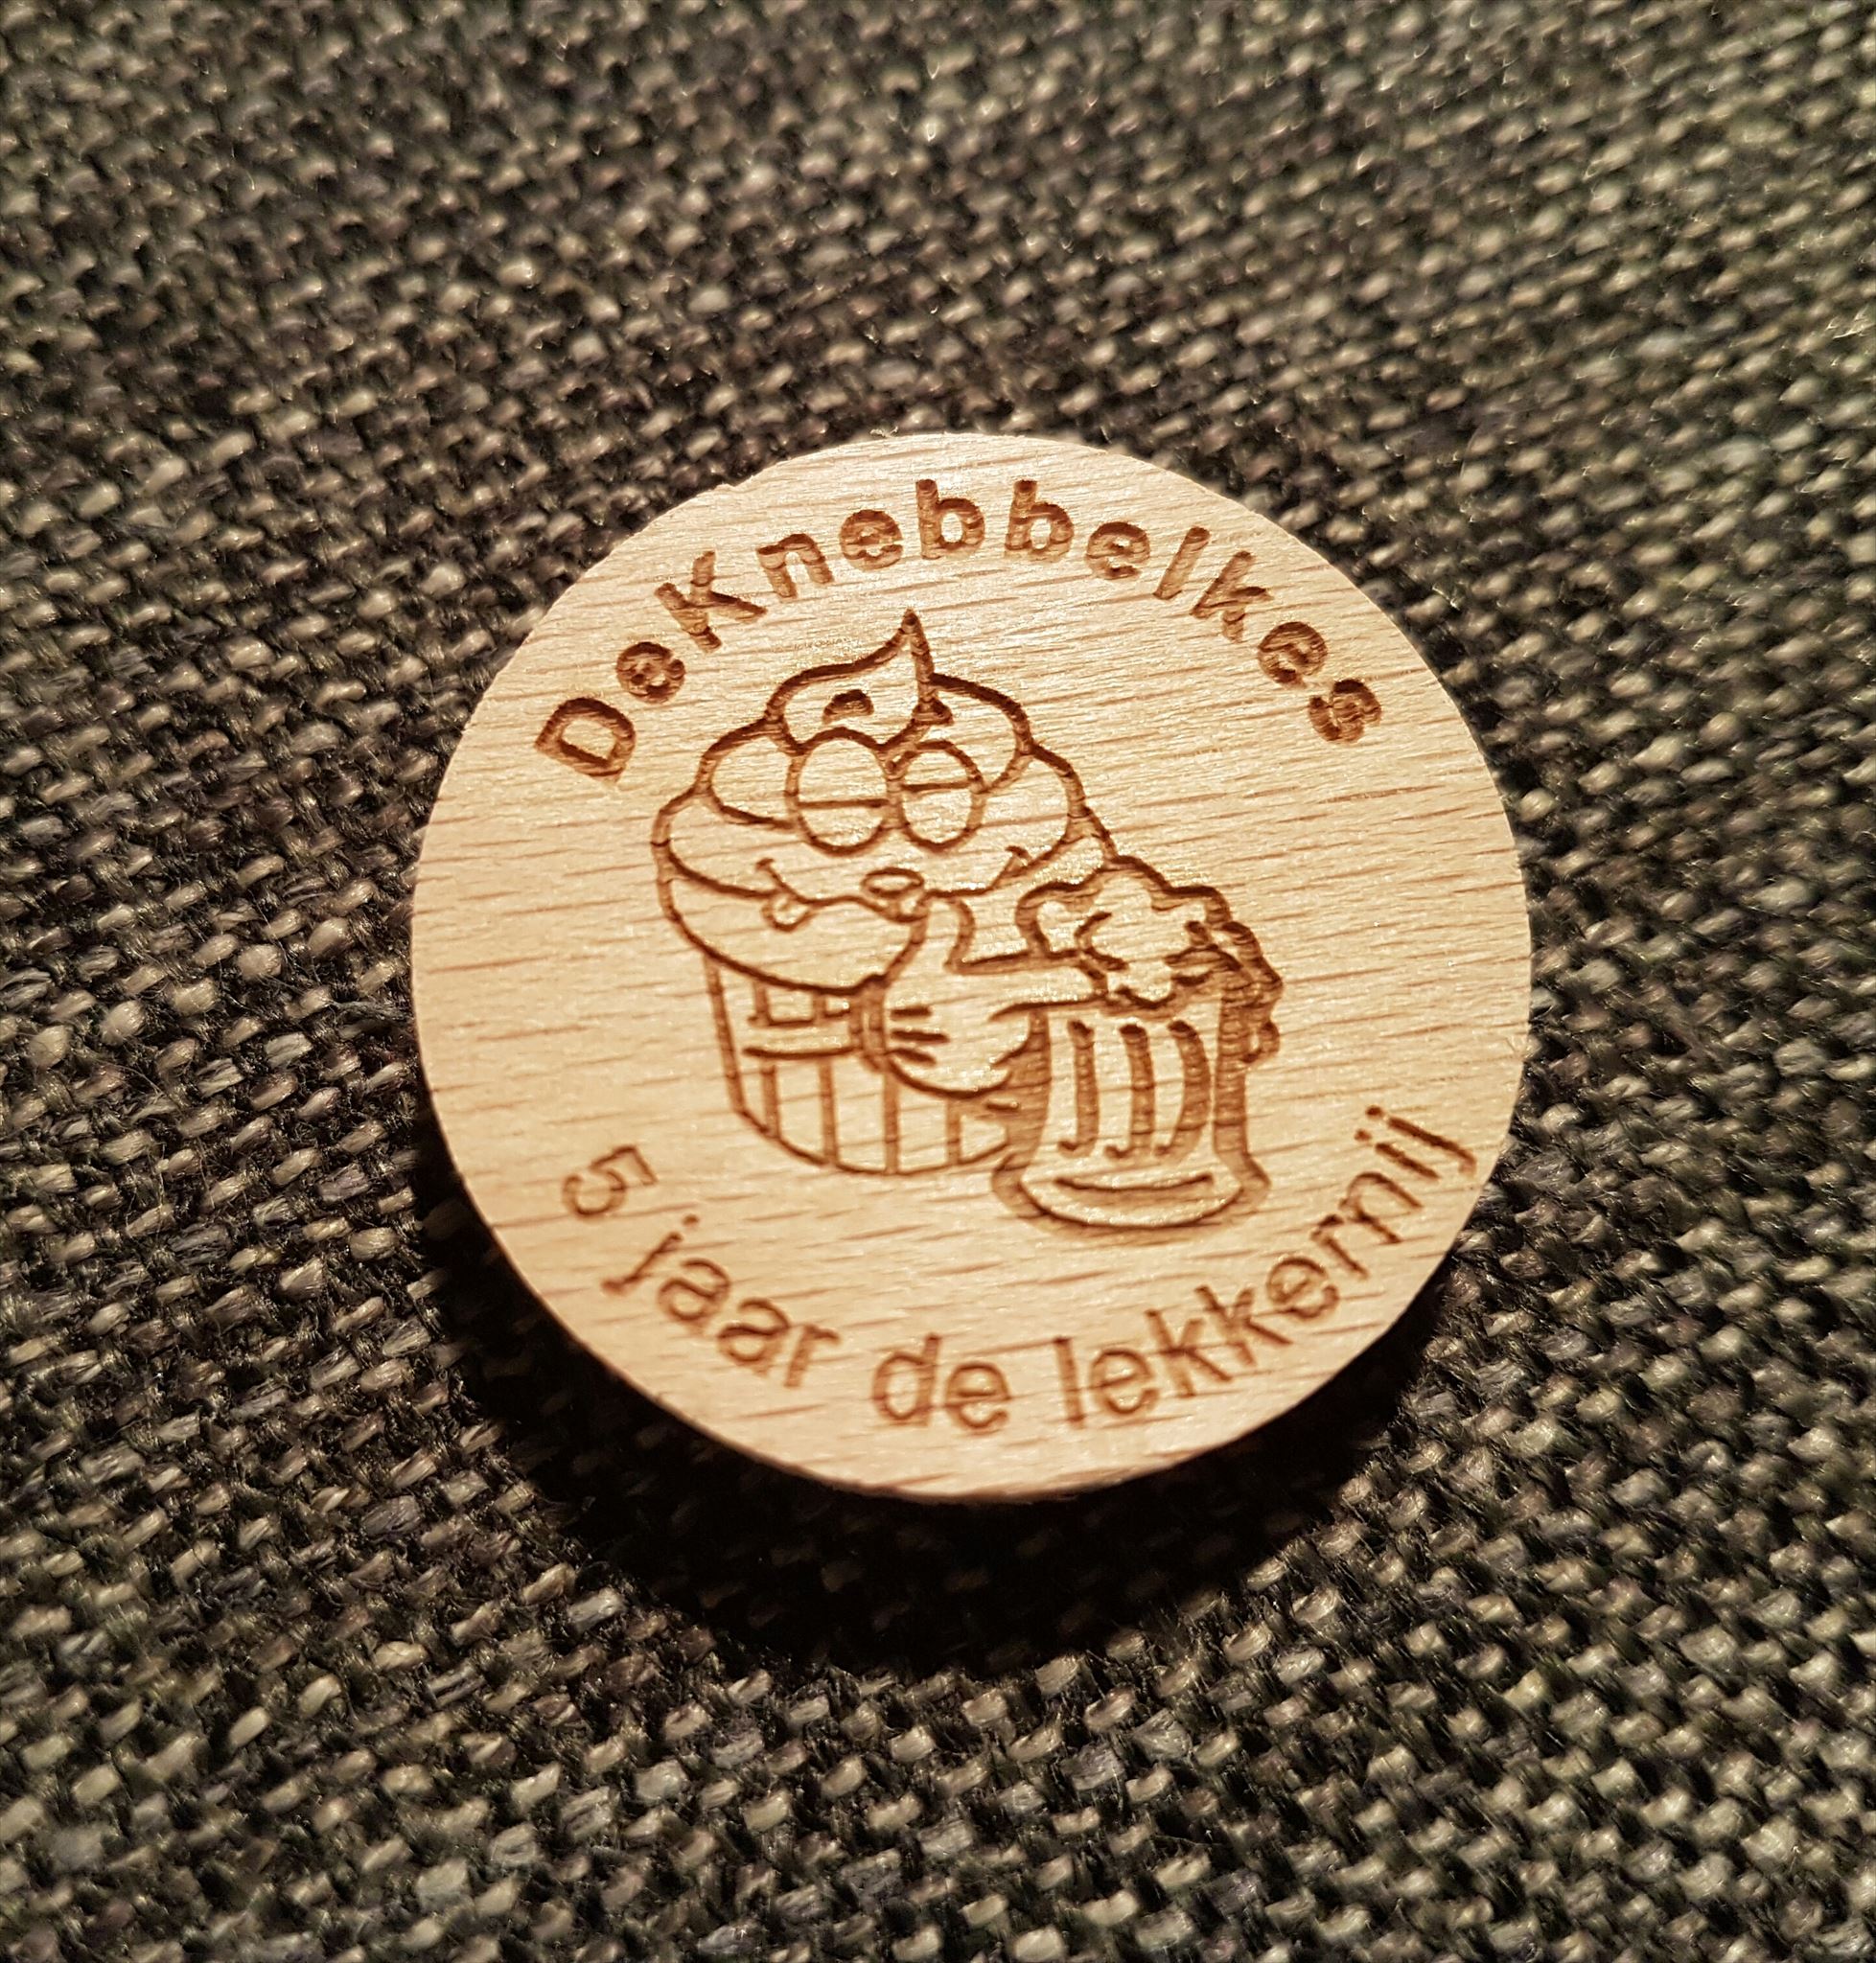 DeKnebbelkes
5 jaar de lekkernij